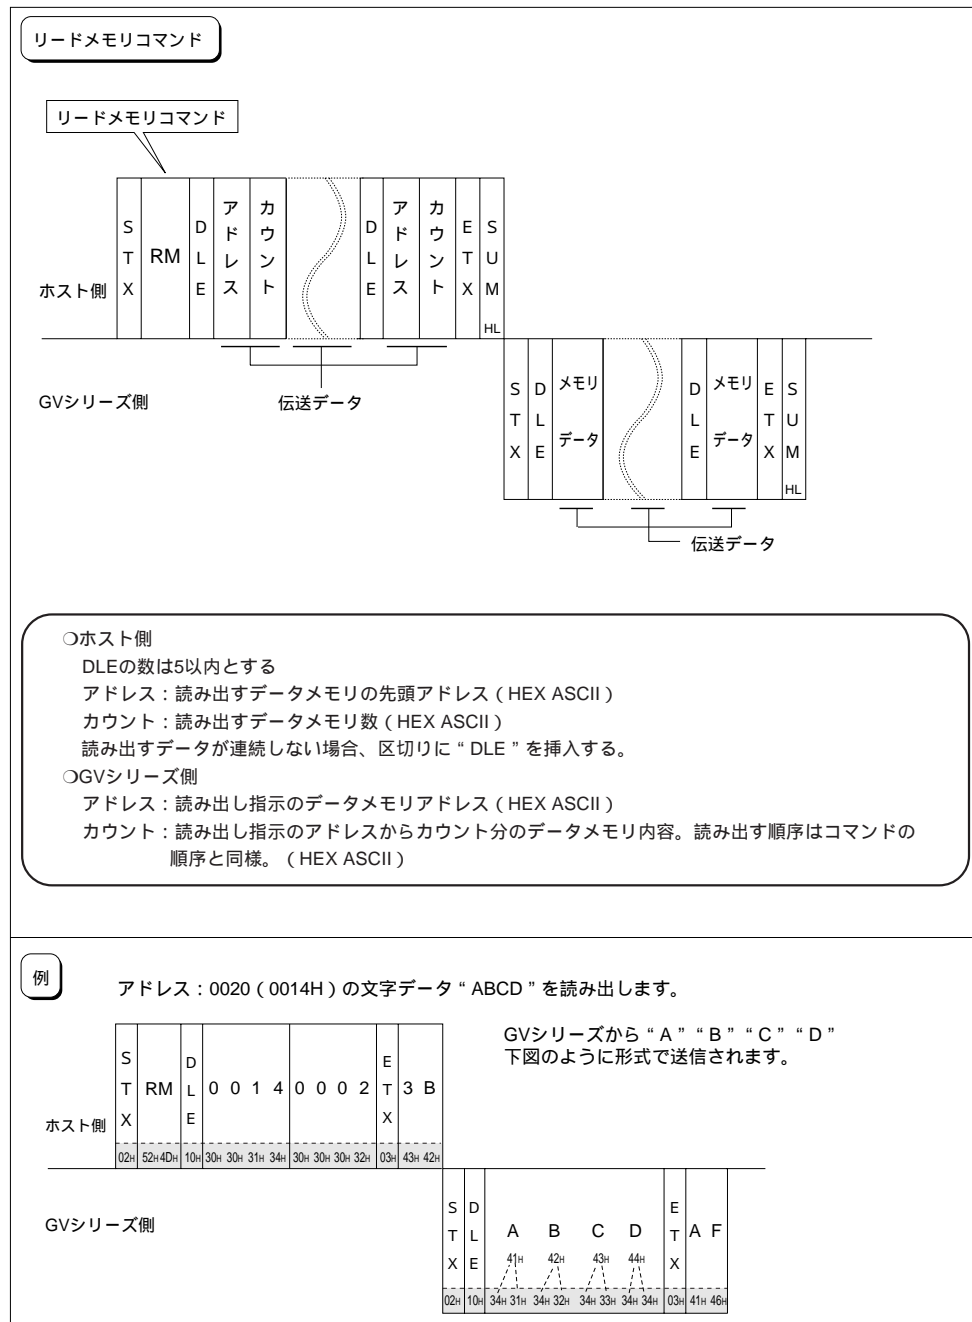 リードメモリコマンド
リードメモリコマンド
ホスト側
STX
RM
DLE
アドレス
カウント
DLE
アドレス
カウント
ETX
SUM
HL
伝送データ
GVシリーズ側
STX
DLE
メモリ
データ
DLE
メモリ
データ
ETX
SUM
HL
伝送データ
❍ホスト側
DLEの数は5以内とする
アドレス：読み出すデータメモリの先頭アドレス（HEX ASCII）
カウント：読み出すデータメモリ数（HEX ASCII）
読み出すデータが連続しない場合、区切りに“DLE”を挿入する。
❍GVシリーズ側
アドレス：読み出し指示のデータメモリアドレス（HEX ASCII）
カウント：読み出し指示のアドレスからカウント分のデータメモリ内容。読み出す順序はコマンドの
順序と同様。（HEX ASCII）
例
アドレス：0020（0014H）の文字データ“ABCD”を読み出します。
GVシリーズから“A”“B”“C”“D”
下図のように形式で送信されます。
ホスト側
STX
RM
DLE
0 0 1 4
0 0 0 2
ETX
3 B
02H 52H 4DH 10H 30H 30H 31H 34H 30H 30H 30H 32H 03H 43H 42H
GVシリーズ側
STX
DLE
A B C D
41H 42H 43H 44H
ETX
A F
02H 10H 34H 31H 34H 32H 34H 33H 34H 34H 03H 41H 46H